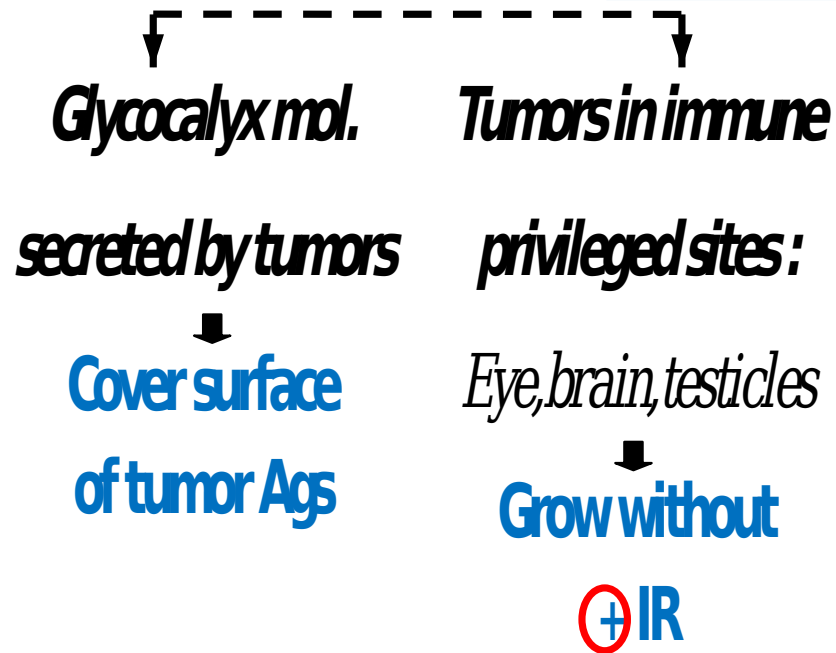 Glycocalyx mol.
secreted by tumors
Cover surface
of tumor Ags
Tumors in immune
privileged sites :
Eye,brain,testicles
Grow without
+ IR